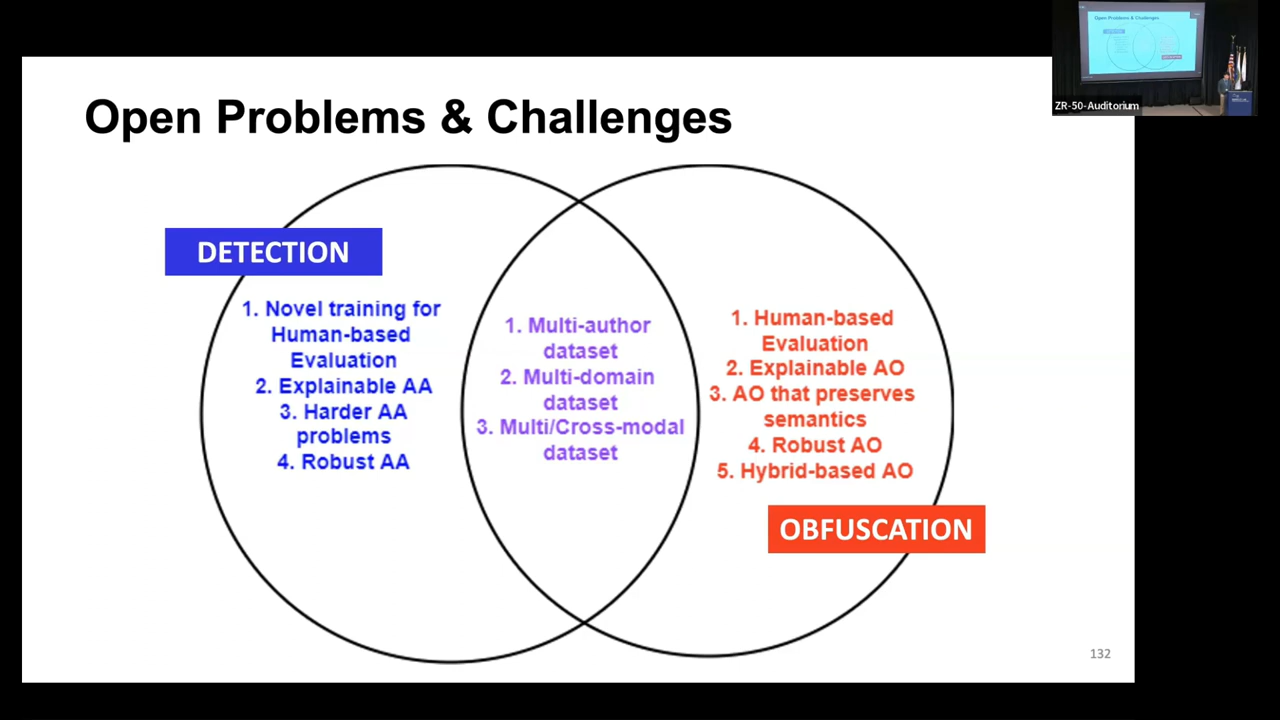 Open Problems & Challenges
DETECTION
1. Novel training for
Human-based
Evaluation
2. Explainable AA
3. Harder AA
problems
4. Robust AA
1. Multi-author
dataset
2. Multi-domain
dataset
3. Multi/Cross-modal
dataset
1. Human-based
Evaluation
2. Explainable AO
3. AO that preserves
semantics
4. Robust AO
5. Hybrid-based AO
OBFUSCATION
132
Open Problems & Challenges
ZR-50-Auditorium